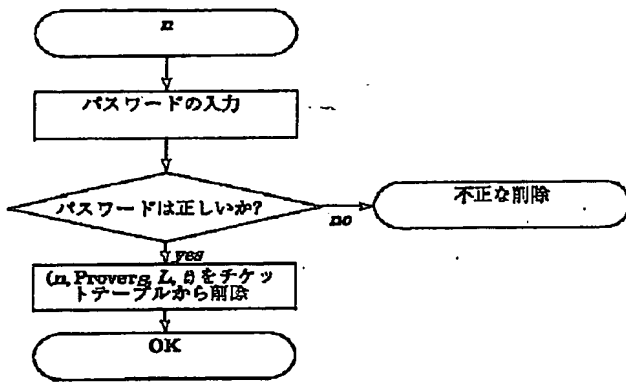 n
パスワードの入力
パスワードは正しいか?
no
不正な削除
yes
(n, Provers, L, t)をチケッ
トテーブルから削除
OK